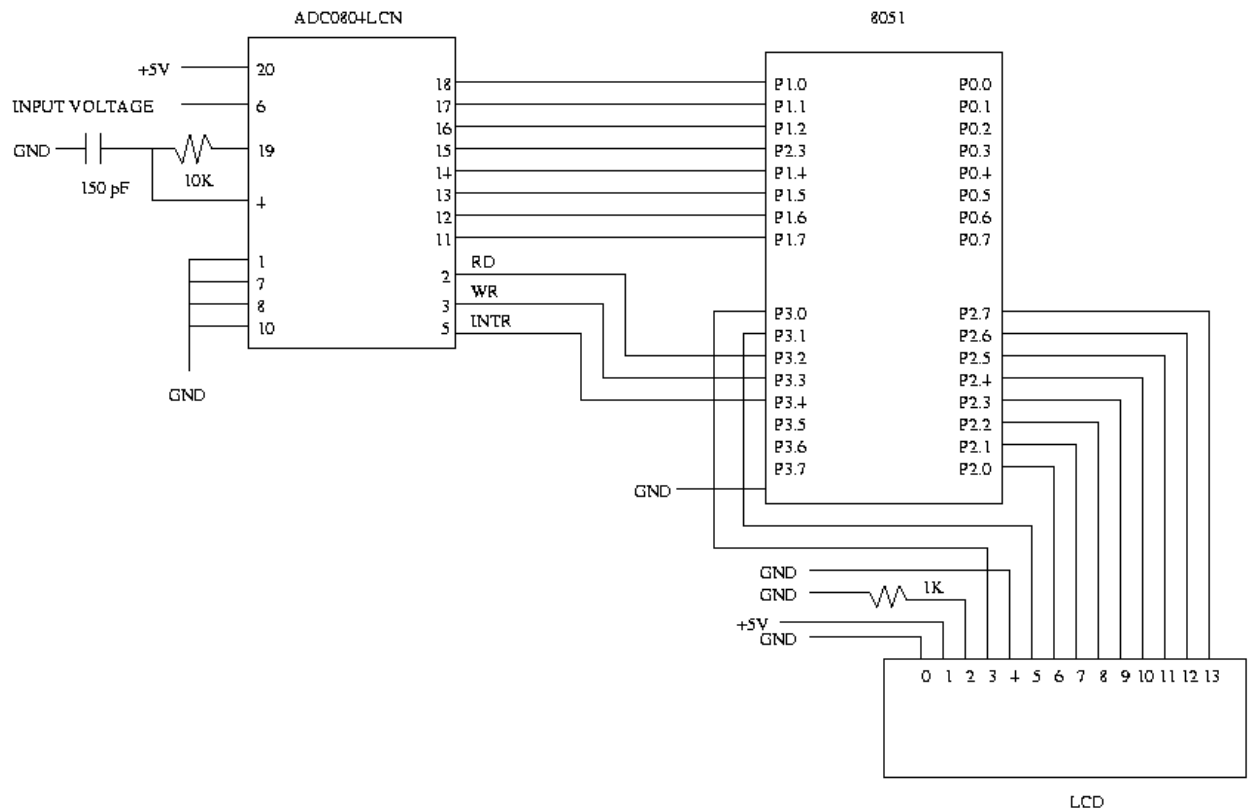 ADC0804LCN
8051
+5V
20
INPUT VOLTAGE
6
GND
150 pF
10K
19
4
1
7
8
10
GND
18
17
16
15
14
13
12
11
RD
2
WR
3
INTR
5
P1.0
P1.1
P1.2
P2.3
P1.4
P1.5
P1.6
P1.7
P3.0
P3.1
P3.2
P3.3
P3.4
P3.5
P3.6
P3.7
GND
P0.0
P0.1
P0.2
P0.3
P0.4
P0.5
P0.6
P0.7
P2.7
P2.6
P2.5
P2.4
P2.3
P2.2
P2.1
P2.0
GND
GND
1K
+5V
GND
0 1 2 3 4 5 6 7 8 9 10 11 12 13
LCD